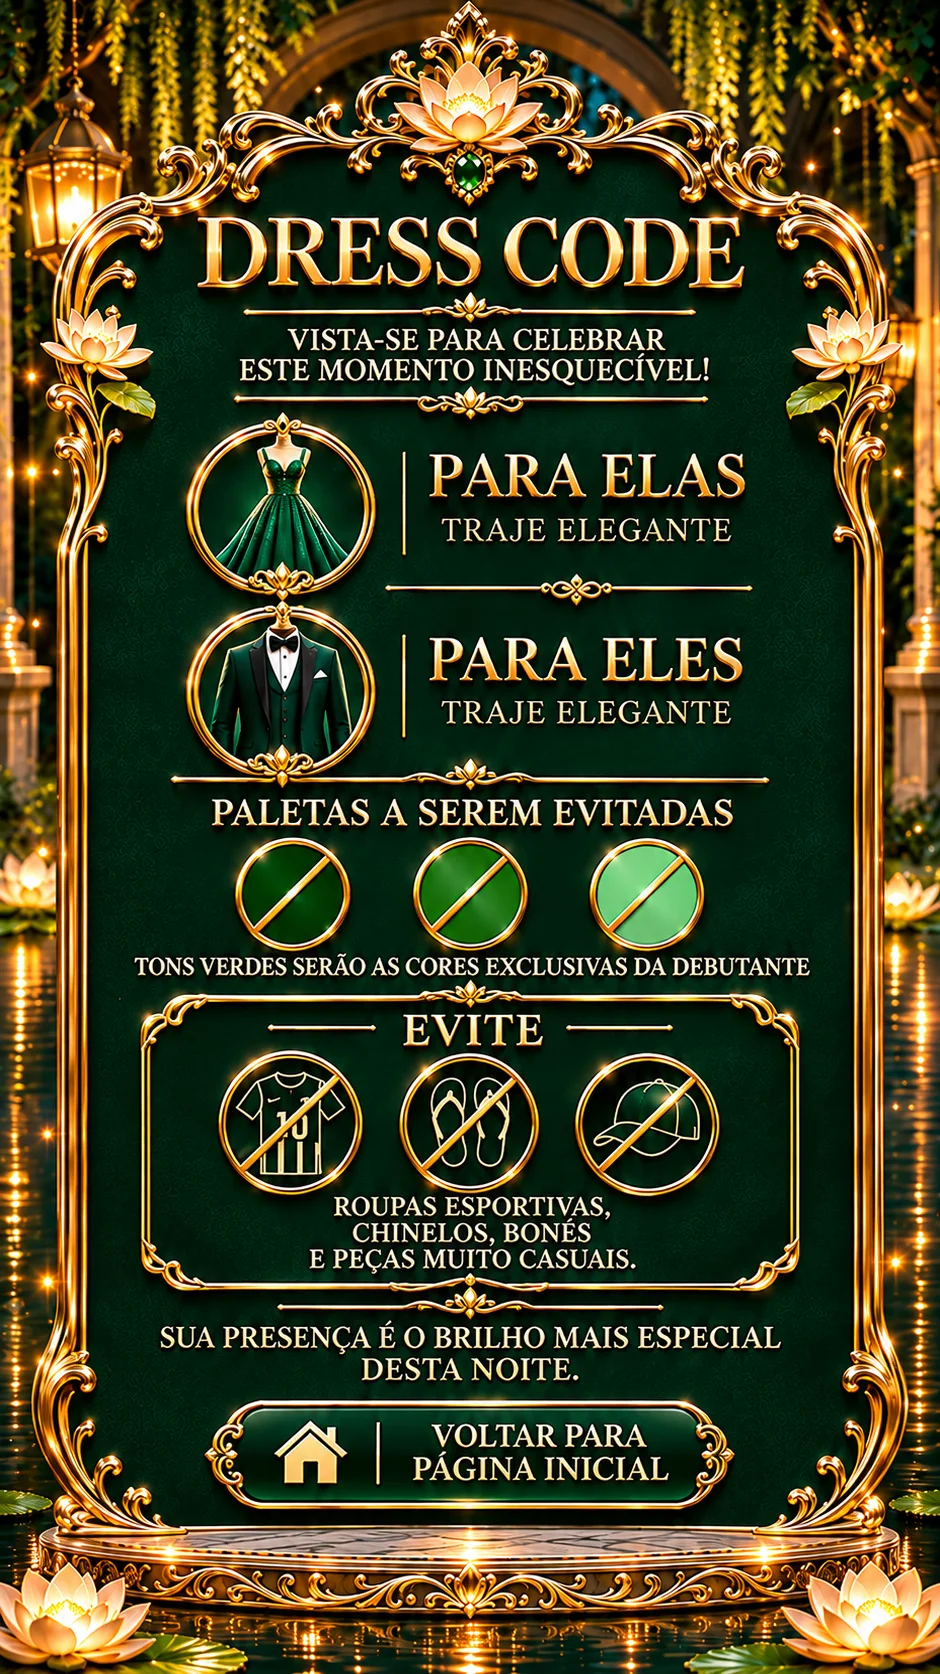 DRESS CODE
VISTA-SE PARA CELEBRAR
ESTE MOMENTO INESQUECÍVEL!
PARA ELAS
TRAJE ELEGANTE
PARA ELES
TRAJE ELEGANTE
PALETAS A SEREM EVITADAS
TONS VERDES SERÃO AS CORES EXCLUSIVAS DA DEBUTANTE
EVITE
10
ROUPAS ESPORTIVAS,
CHINELOS, BONÉS
E PEÇAS MUITO CASUAIS.
SUA PRESENÇA É O BRILHO MAIS ESPECIAL
DESTA NOITE.
VOLTAR PARA
PÁGINA INICIAL